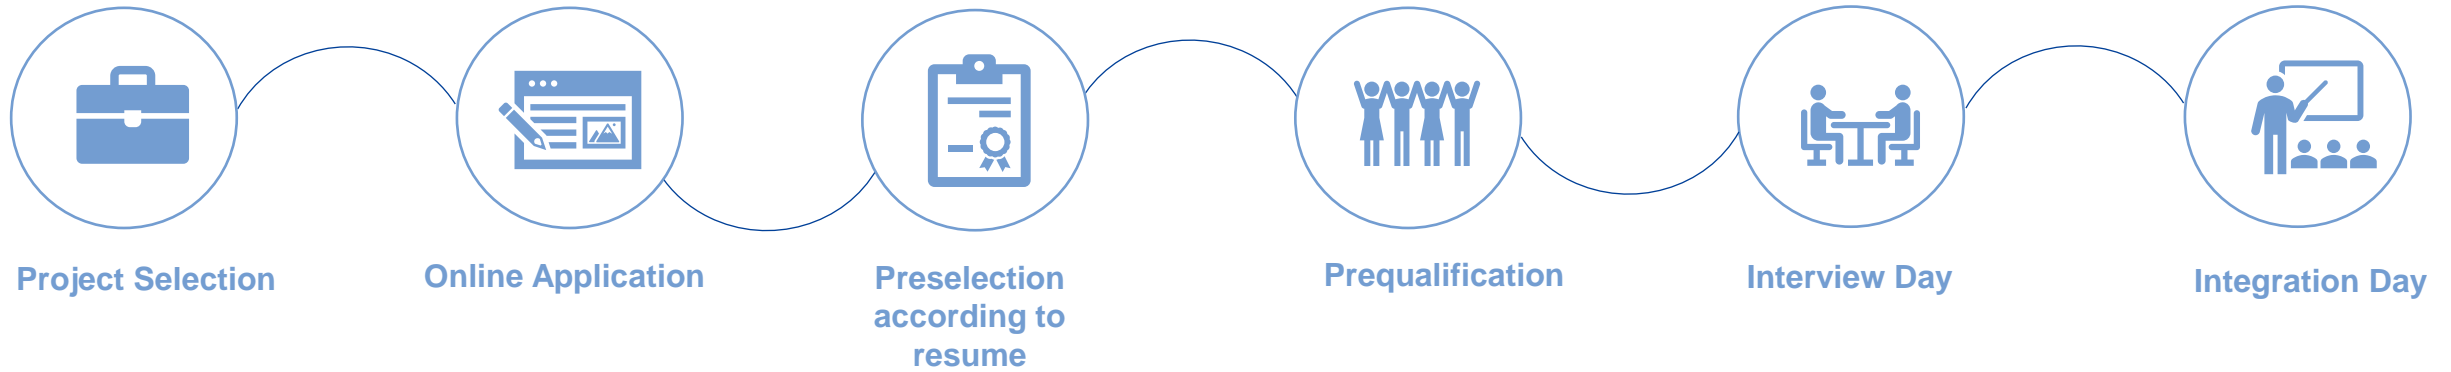 Project Selection
Online Application
Preselection
according to
resume
Prequalification
Interview Day
Integration Day